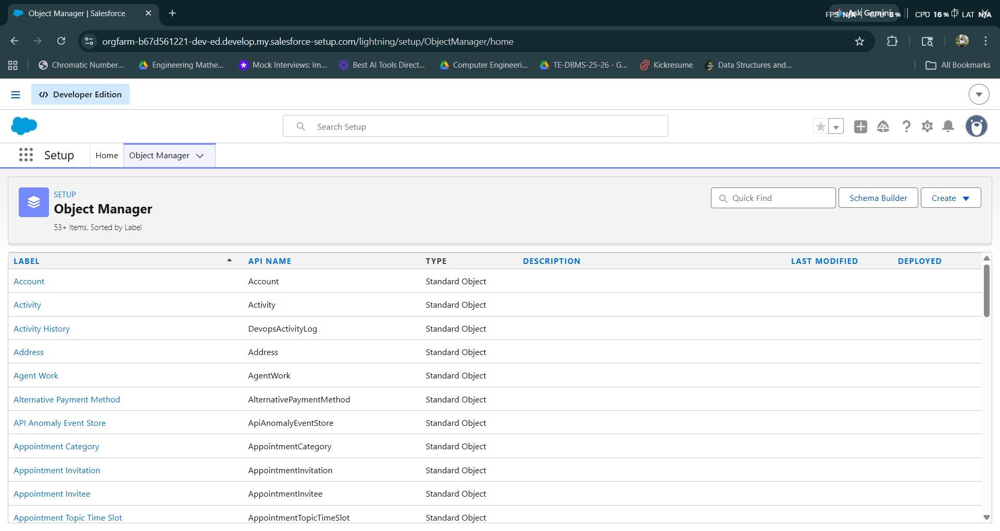 Object Manager | Salesforce
Ask Gemini
FPS N/A GPU 8 % CPU 16 % LAT N/A
orgfarm-b67d561221-dev-ed.develop.my.salesforce-setup.com/lightning/setup/ObjectManager/home
Chromatic Number... Engineering Mathe... Mock Interviews: Im... Best AI Tools Direct... Computer Engineeri... TE-DBMS-25-26 - G... Kickresume Data Structures and... All Bookmarks
</> Developer Edition
Search Setup
Setup Home Object Manager
SETUP
Object Manager
53+ Items, Sorted by Label
Quick Find Schema Builder Create
LABEL API NAME TYPE DESCRIPTION LAST MODIFIED DEPLOYED
Account Account Standard Object
Activity Activity Standard Object
Activity History DevopsActivityLog Standard Object
Address Address Standard Object
Agent Work AgentWork Standard Object
Alternative Payment Method AlternativePaymentMethod Standard Object
API Anomaly Event Store ApiAnomalyEventStore Standard Object
Appointment Category AppointmentCategory Standard Object
Appointment Invitation AppointmentInvitation Standard Object
Appointment Invitee AppointmentInvitee Standard Object
Appointment Topic Time Slot AppointmentTopicTimeSlot Standard Object